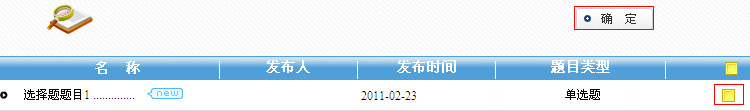 确 定
名 称 发布人 发布时间 题目类型
选择题题目1 .............. new 2011-02-23 单选题